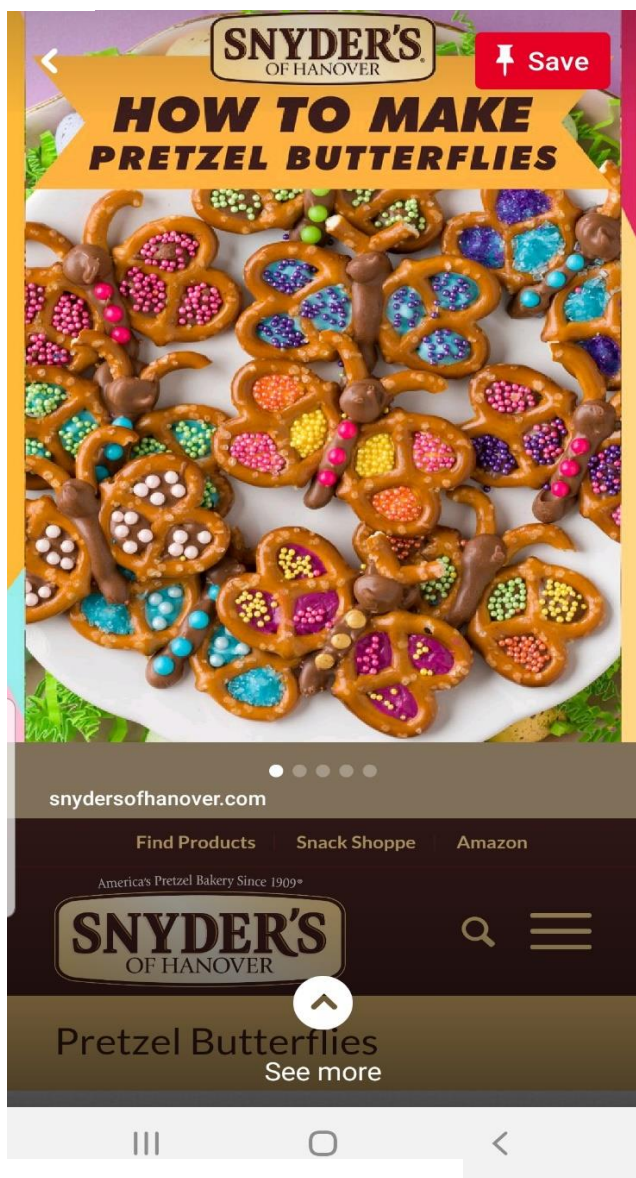 SNYDER'S
OF HANOVER
Save
HOW TO MAKE
PRETZEL BUTTERFLIES
snydersofhanover.com
Find Products Snack Shoppe Amazon
America's Pretzel Bakery Since 1909®
SNYDER'S
OF HANOVER
Pretzel Butterflies
See more